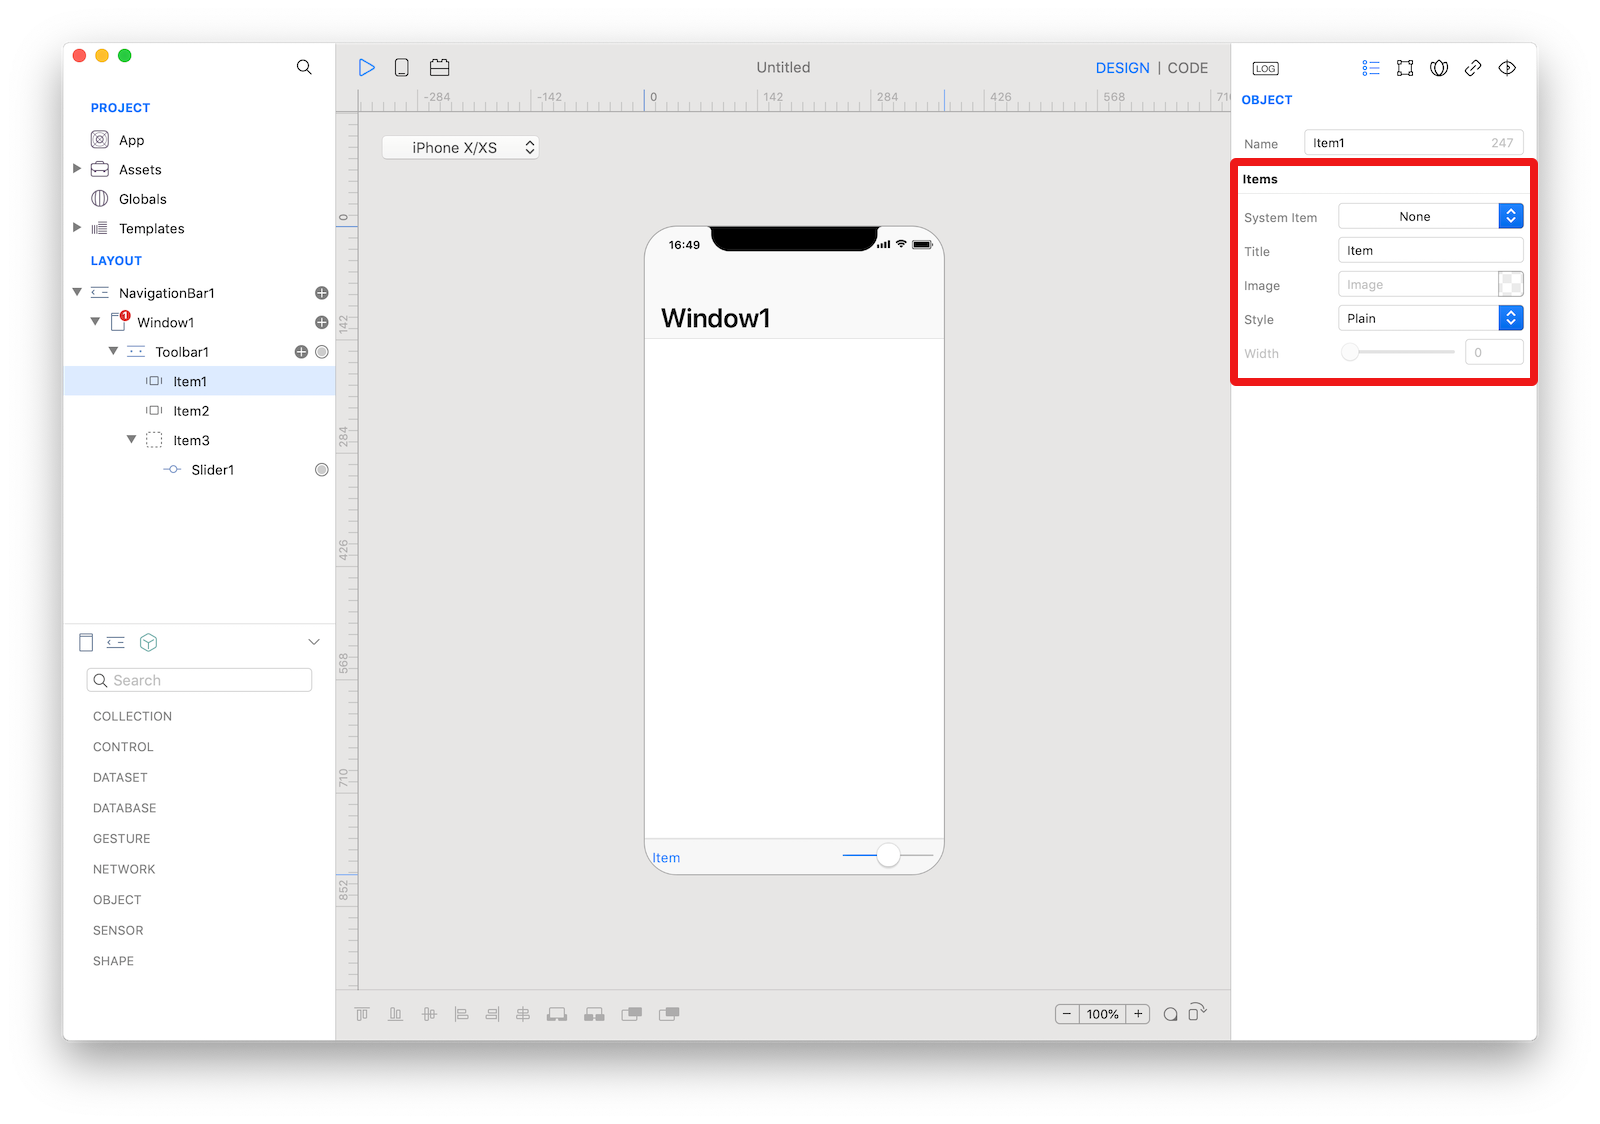 Untitled
DESIGN | CODE
LOG
PROJECT
App
Assets
Globals
Templates
LAYOUT
NavigationBar1
Window1
1
Toolbar1
Item1
Item2
Item3
Slider1
Search
COLLECTION
CONTROL
DATASET
DATABASE
GESTURE
NETWORK
OBJECT
SENSOR
SHAPE
-284 -142 0 142 284 426 568 710
0
142
284
426
568
710
852
iPhone X/XS
16:49
Window1
Item
100%
OBJECT
Name Item1 247
Items
System Item None
Title Item
Image Image
Style Plain
Width 0